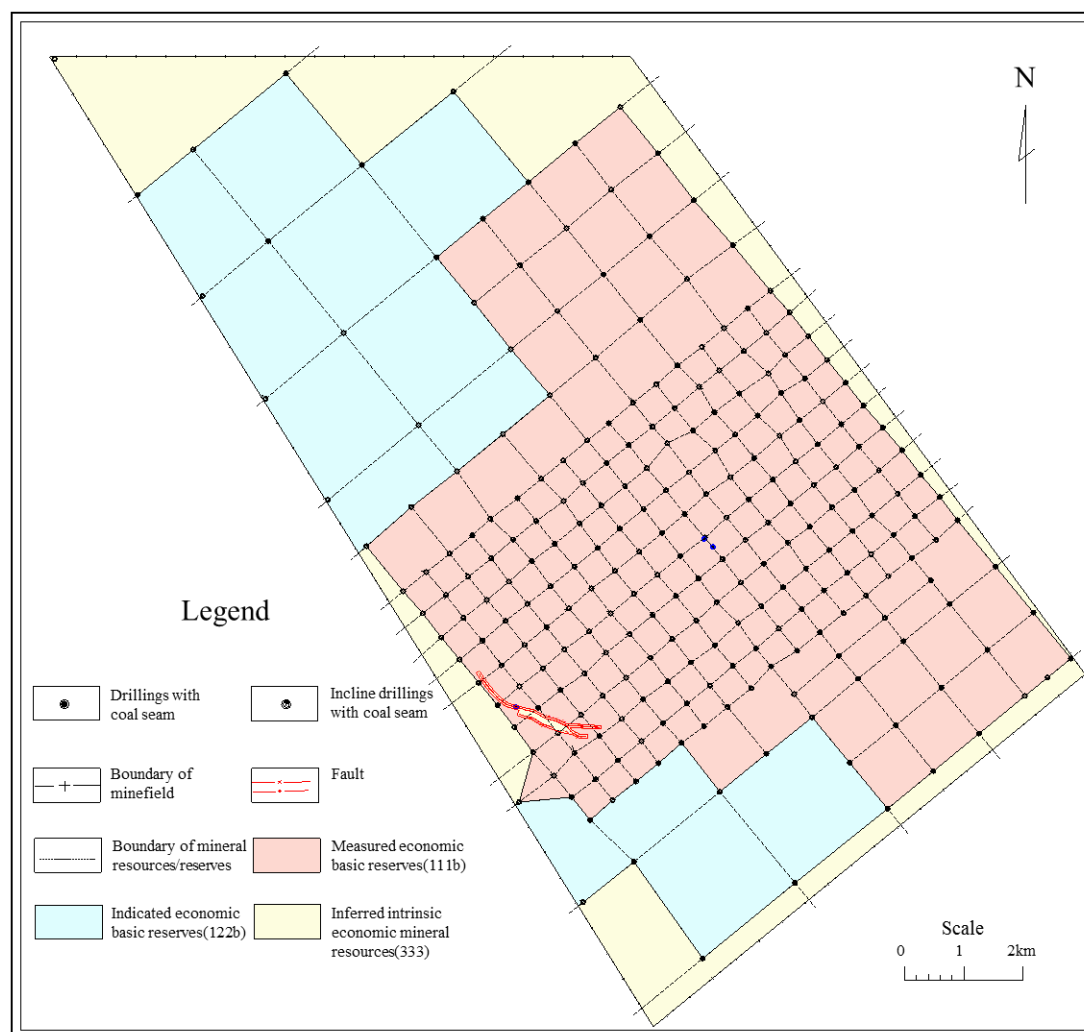 N
Legend
Drillings with
coal seam
Incline drillings
with coal seam
Boundary of
minefield
Fault
Boundary of mineral
resources/reserves
Measured economic
basic reserves(111b)
Indicated economic
basic reserves(122b)
Inferred intrinsic
economic mineral
resources(333)
Scale
0 1 2km